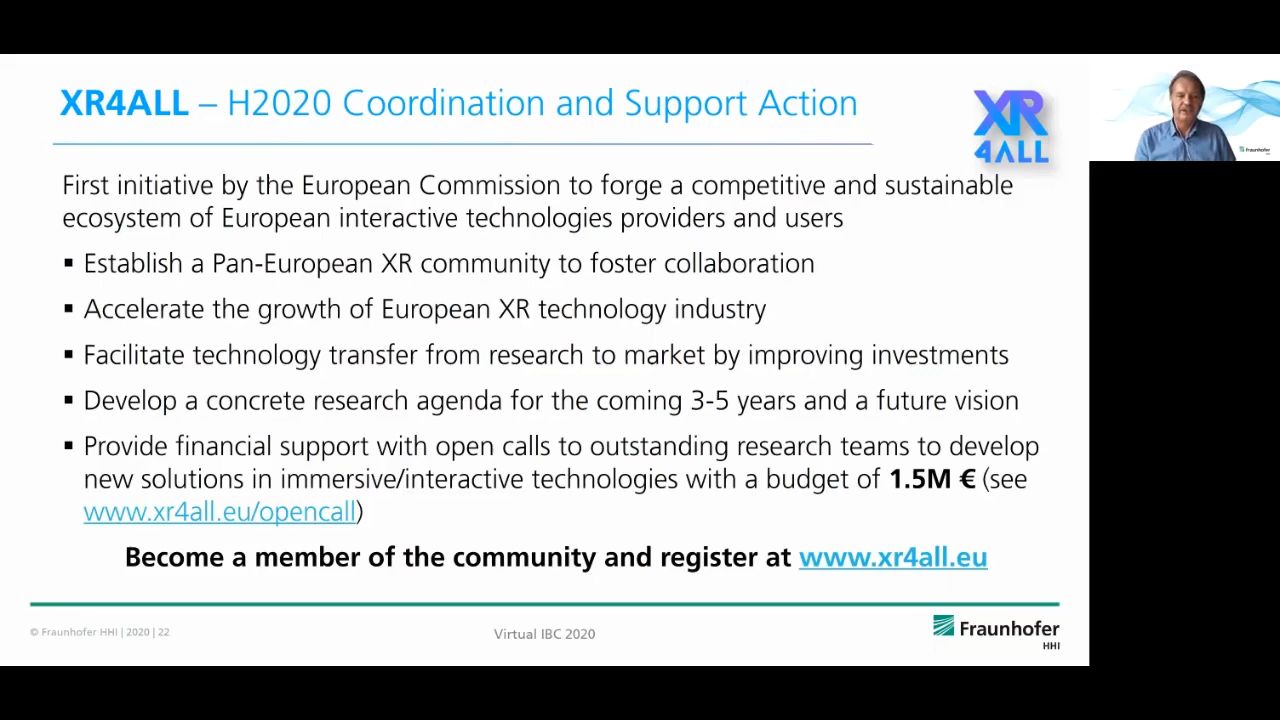 XR4ALL – H2020 Coordination and Support Action
XR
4ALL
First initiative by the European Commission to forge a competitive and sustainable
ecosystem of European interactive technologies providers and users
▪ Establish a Pan-European XR community to foster collaboration
▪ Accelerate the growth of European XR technology industry
▪ Facilitate technology transfer from research to market by improving investments
▪ Develop a concrete research agenda for the coming 3-5 years and a future vision
▪ Provide financial support with open calls to outstanding research teams to develop
new solutions in immersive/interactive technologies with a budget of 1.5M € (see
www.xr4all.eu/opencall)
Become a member of the community and register at www.xr4all.eu
© Fraunhofer HHI | 2020 | 22
Virtual IBC 2020
Fraunhofer
HHI
Fraunhofer